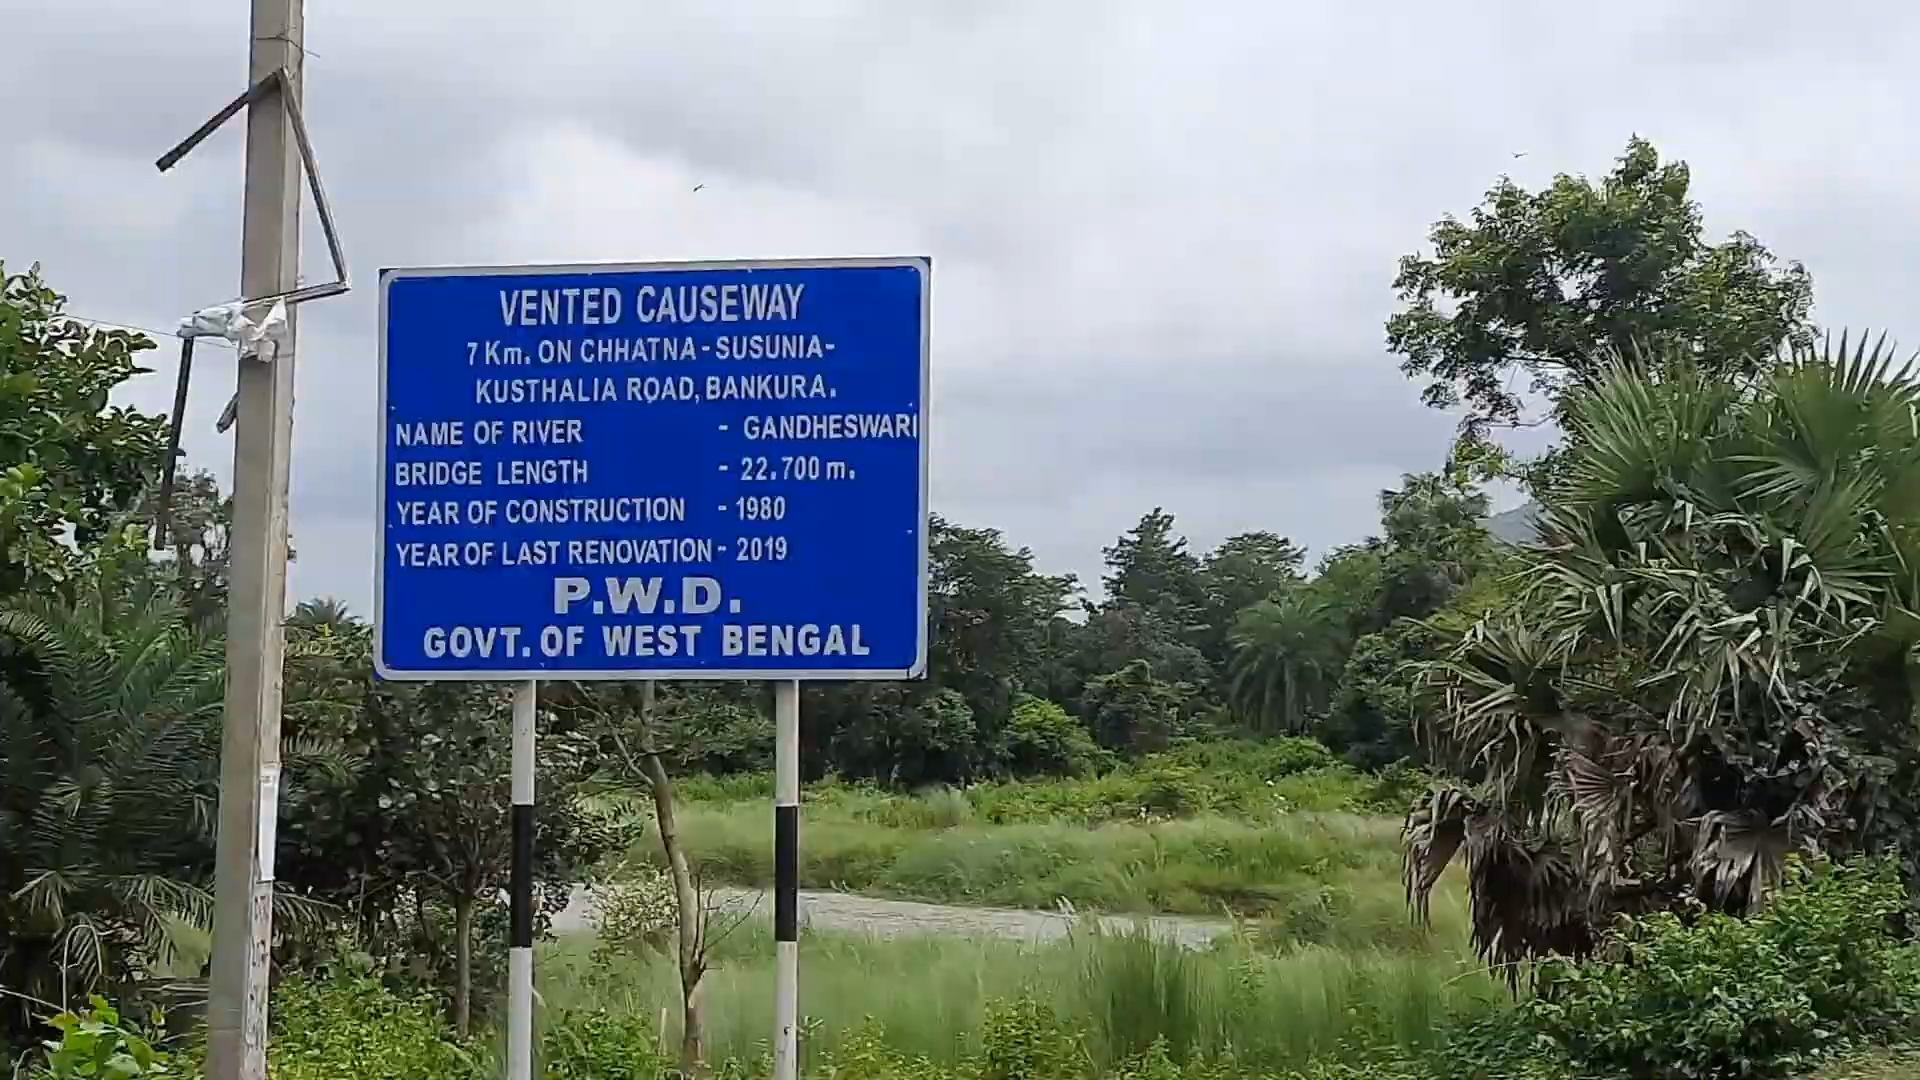 VENTED CAUSEWAY
7 Km. ON CHHATNA - SUSUNIA-
KUSTHALIA ROAD, BANKURA.
NAME OF RIVER - GANDHESWARI
BRIDGE LENGTH - 22.700 m.
YEAR OF CONSTRUCTION - 1980
YEAR OF LAST RENOVATION - 2019
P.W.D.
GOVT. OF WEST BENGAL